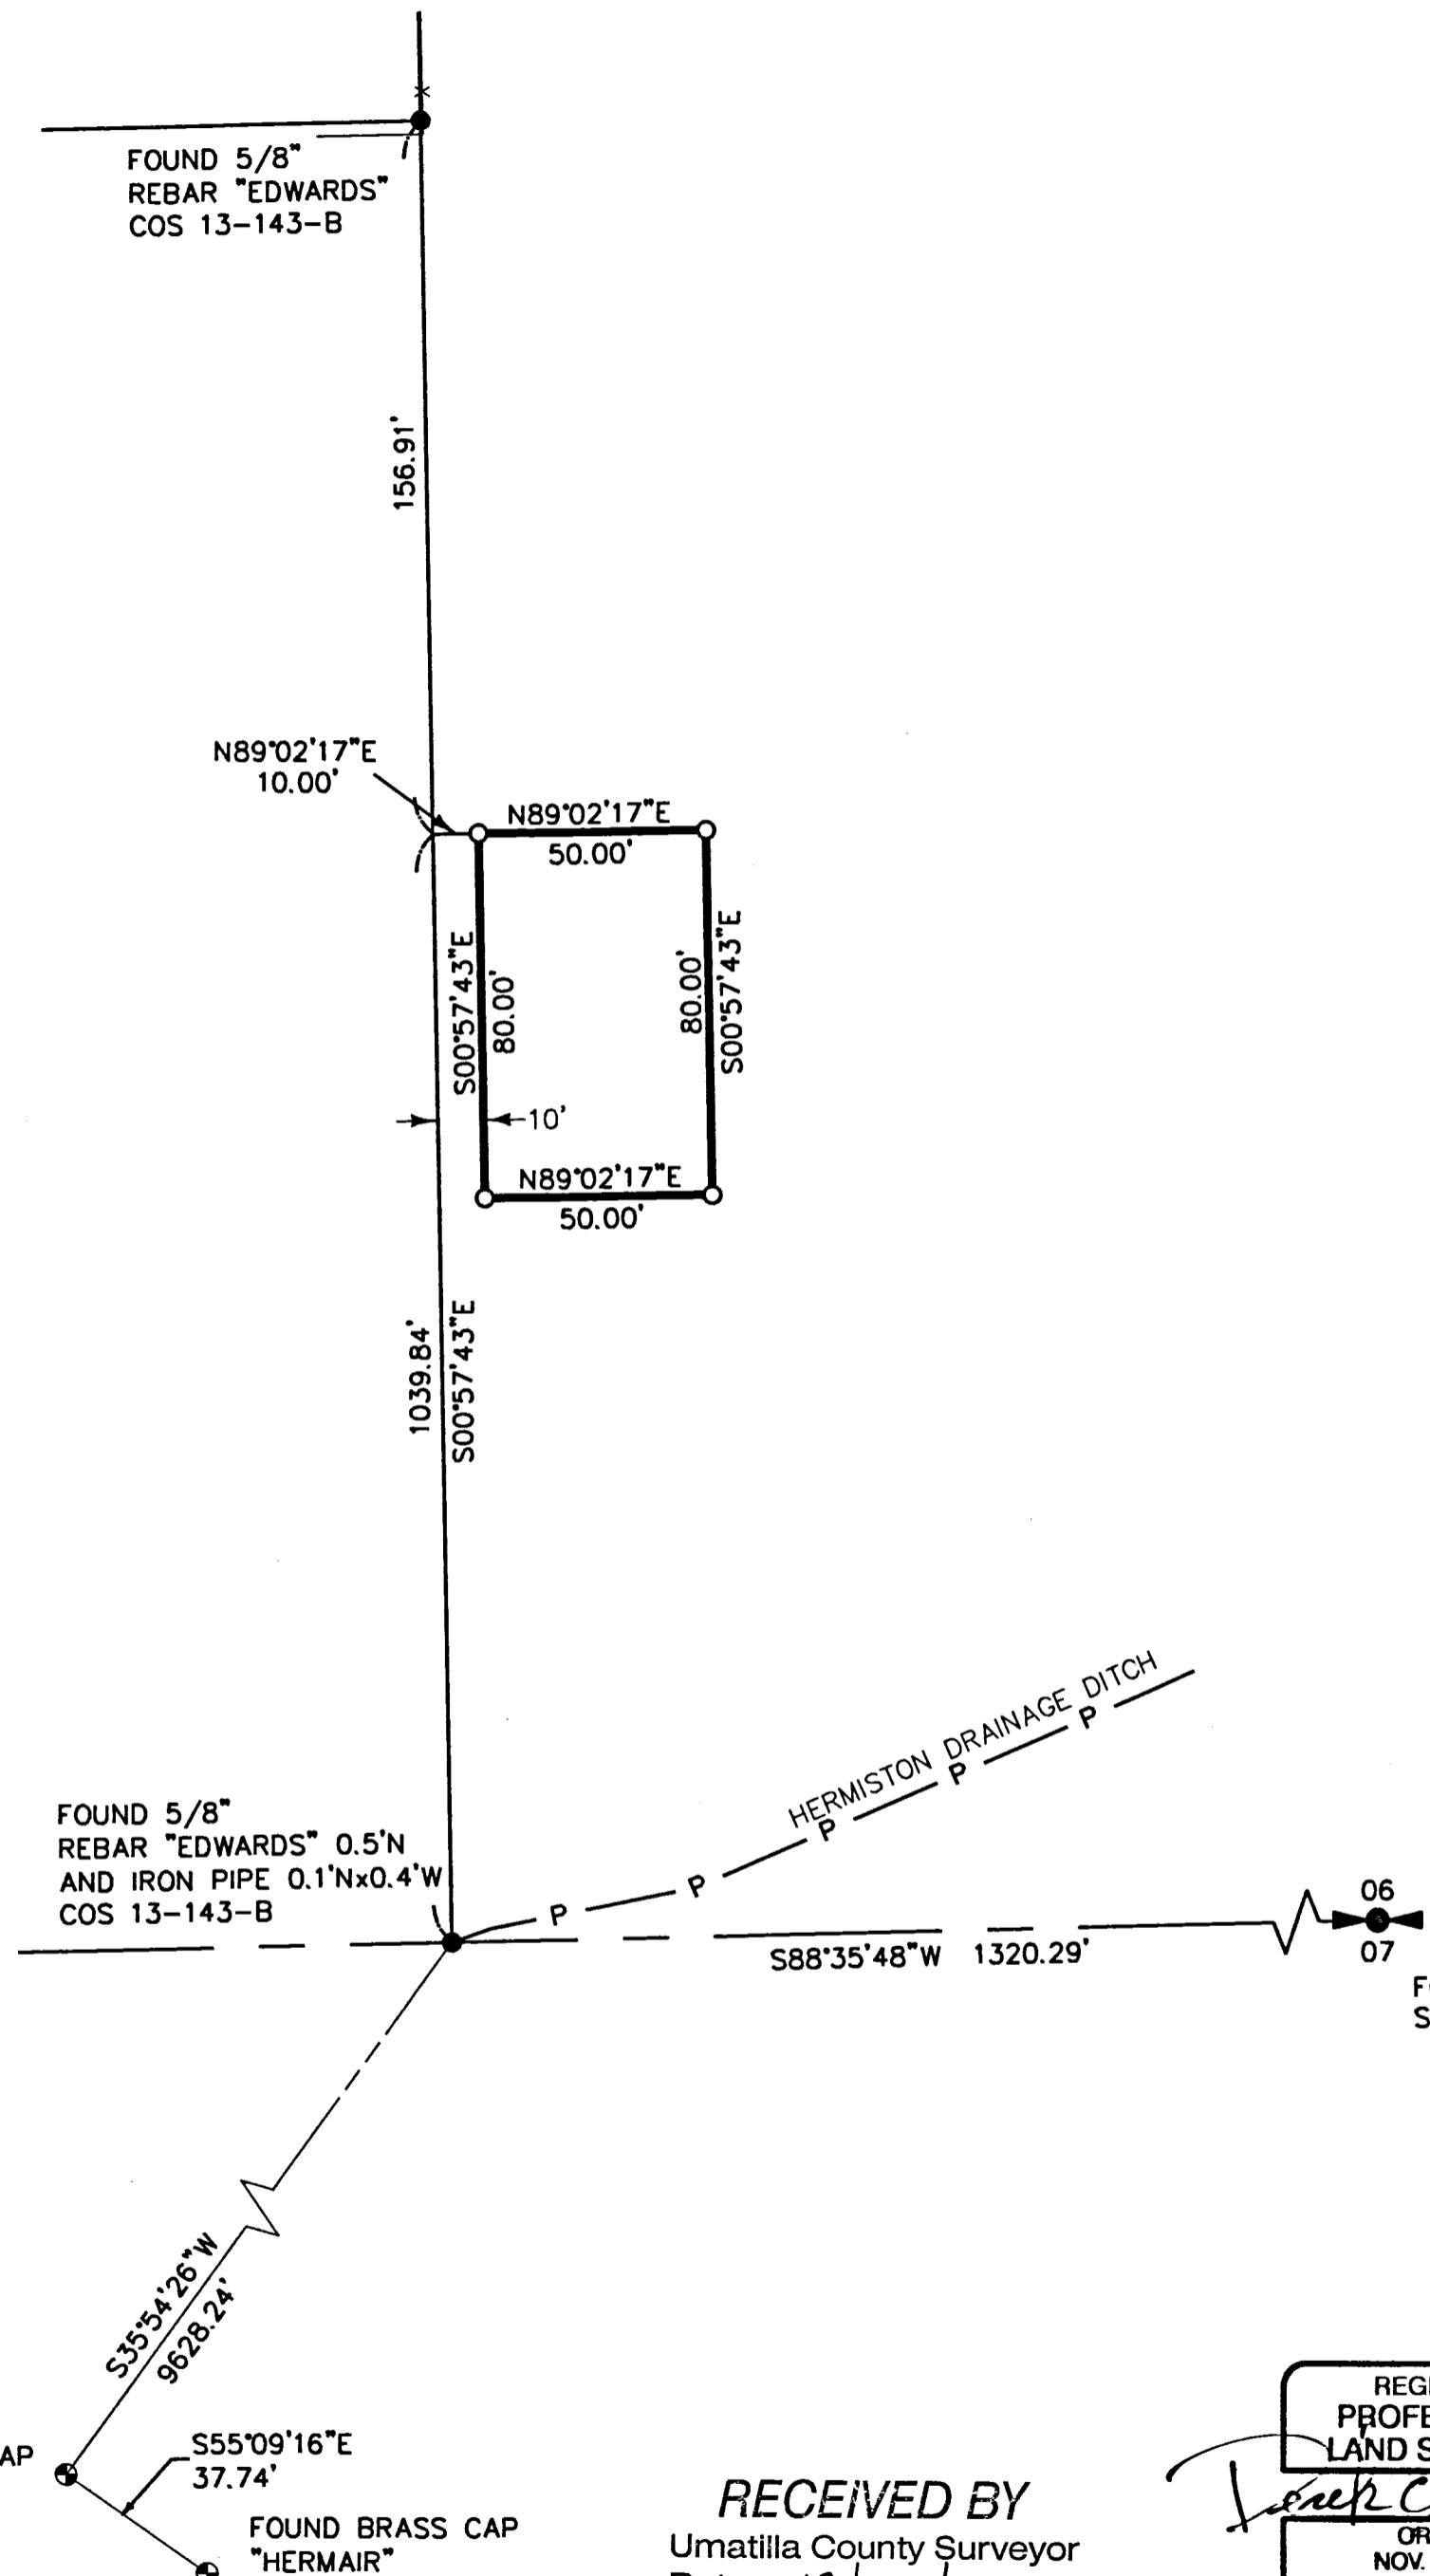 FOUND 5/8"
REBAR "EDWARDS"
COS 13-143-B
156.91'
N89°02'17"E
10.00'
N89°02'17"E
50.00'
S00°57'43"E
80.00'
80.00'
S00°57'43"E
10'
N89°02'17"E
50.00'
1039.84'
S00°57'43"E
HERMISTON DRAINAGE DITCH
P
P
P
P
P
FOUND 5/8"
REBAR "EDWARDS" 0.5'N
AND IRON PIPE 0.1'Nx0.4'W
COS 13-143-B
S88°35'48"W 1320.29'
06
07
S35°54'26"W
9628.24'
AP
S55°09'16"E
37.74'
FOUND BRASS CAP
"HERMAIR"
RECEIVED BY
Umatilla County Surveyor
REGI
PROFE
LAND S
Derek C
OR
NOV.